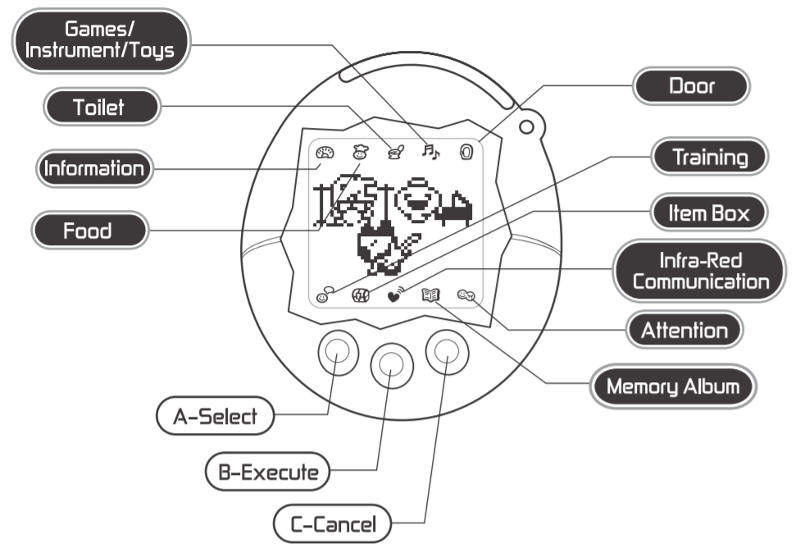 Games/
Instrument/Toys
Toilet
Information
Food
Door
Training
Item Box
Infra-Red
Communication
Attention
Memory Album
A-Select
B-Execute
C-Cancel